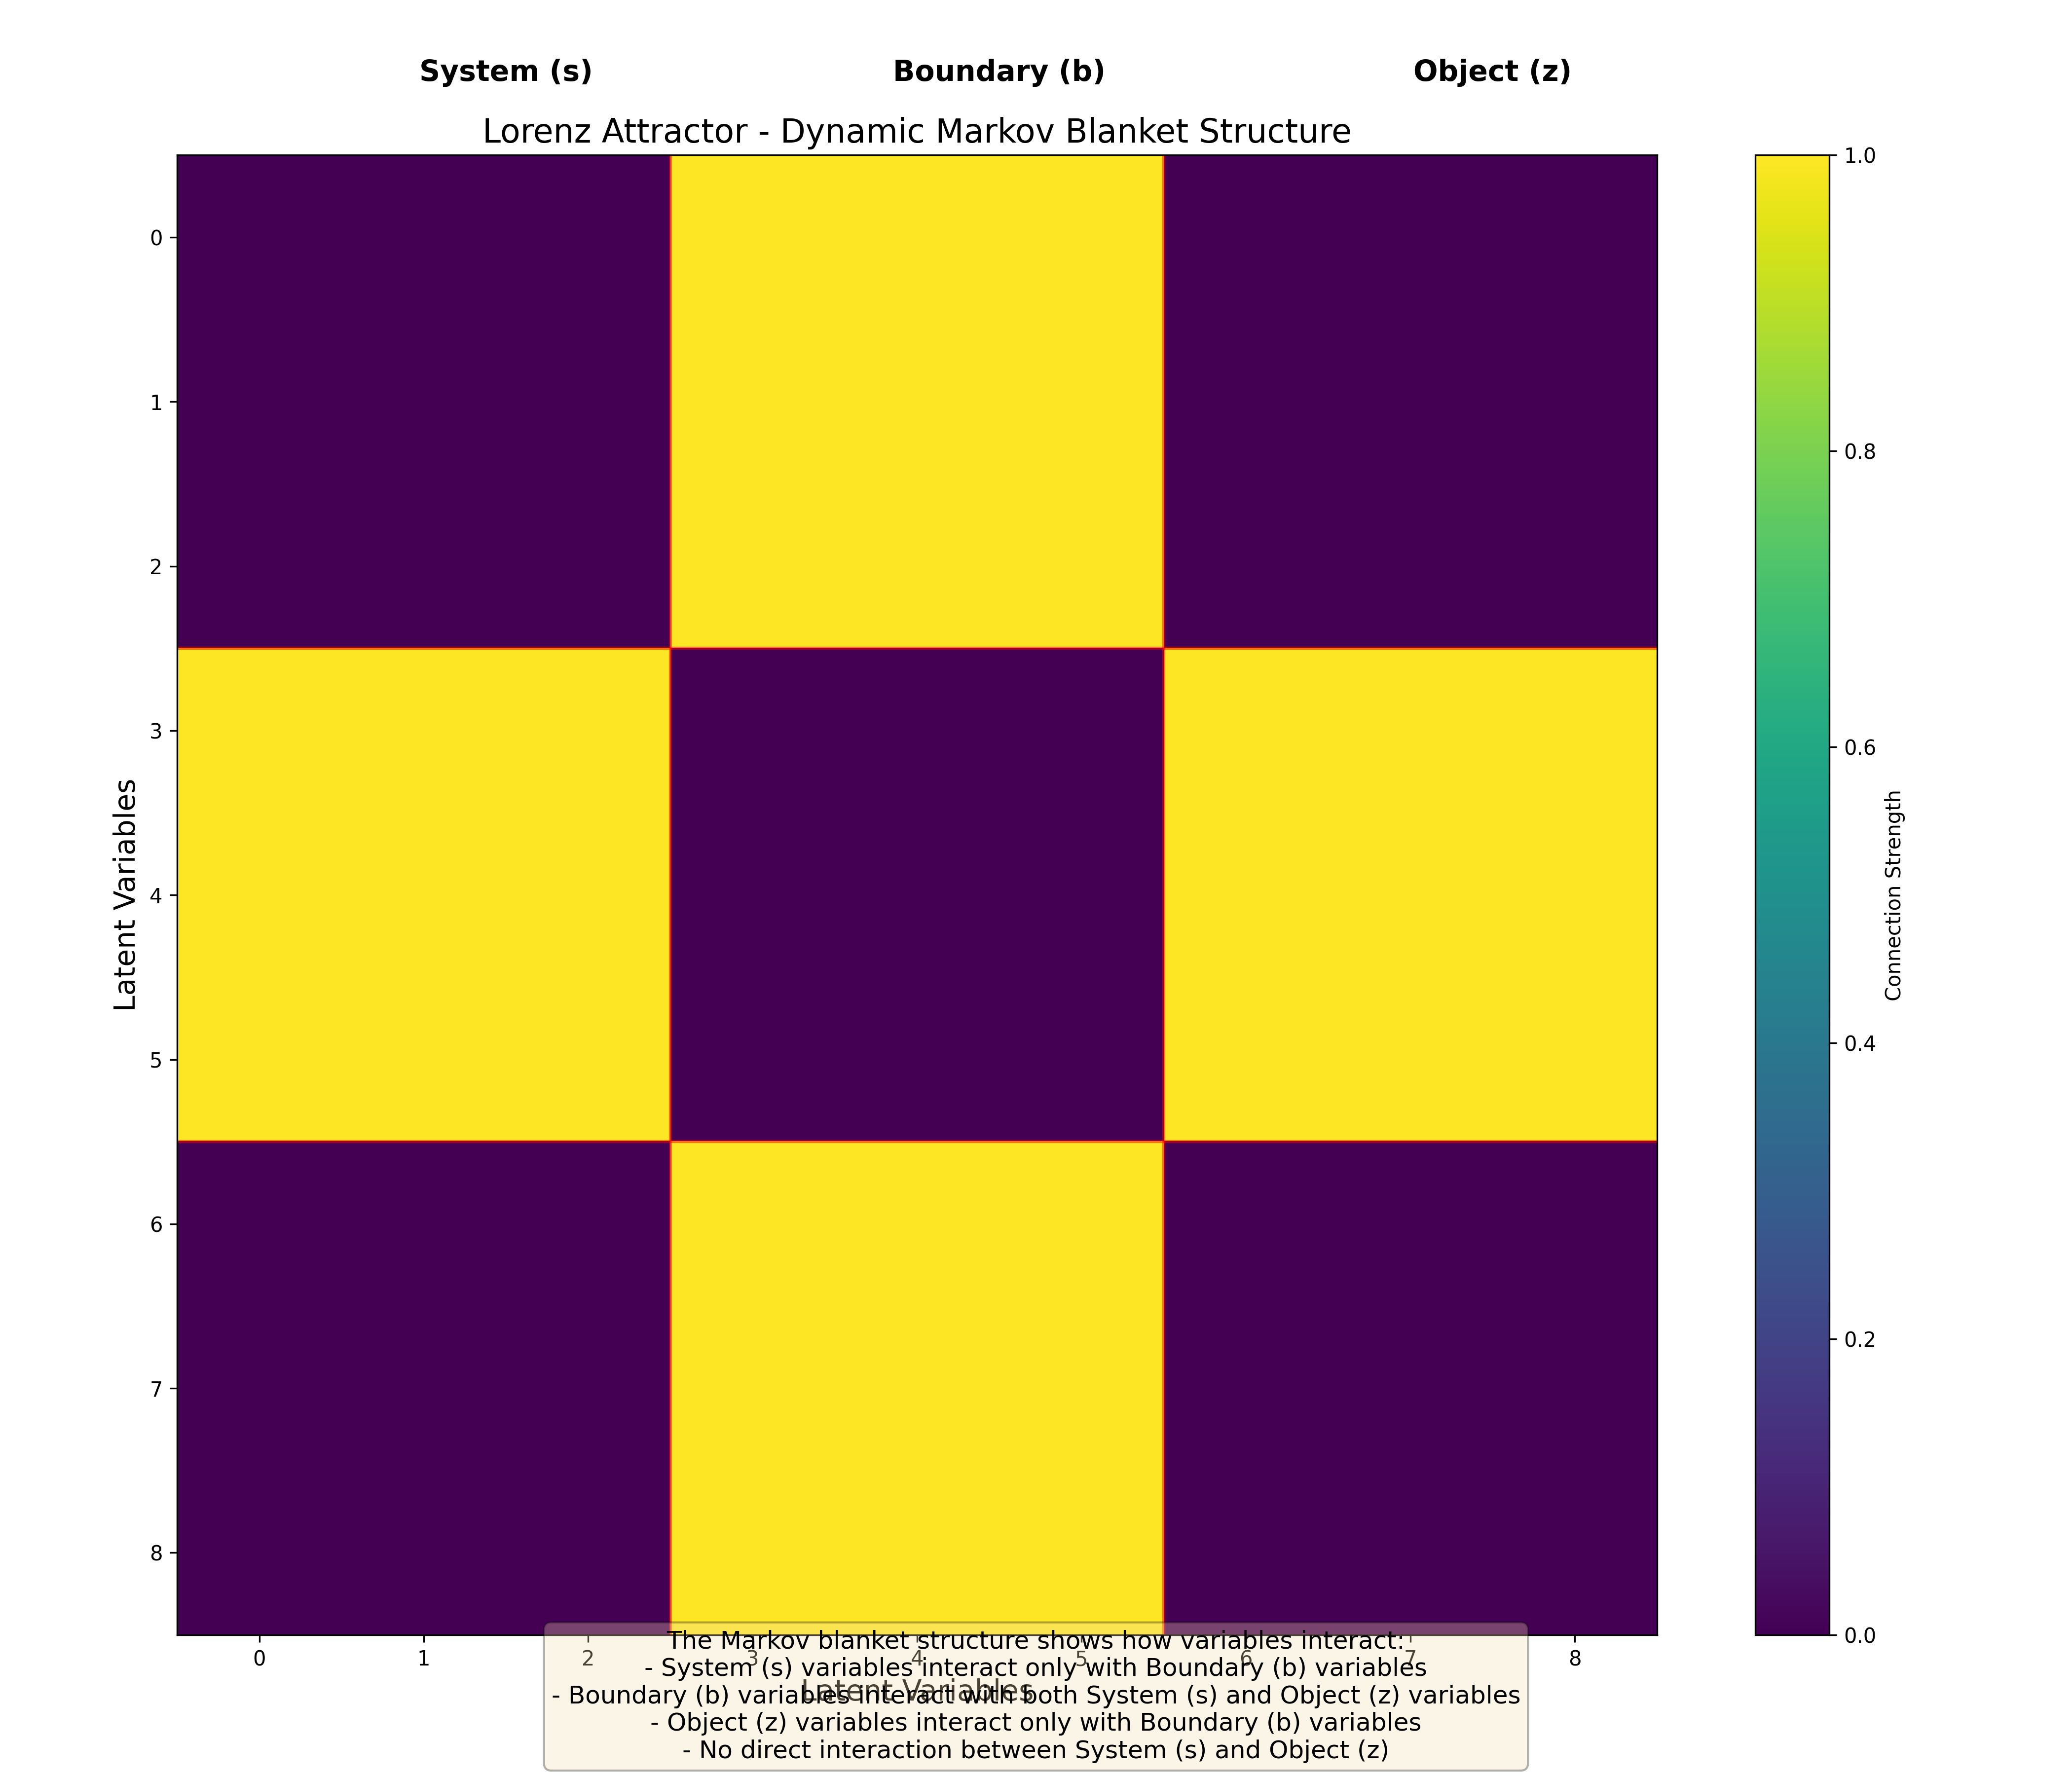 System (s) Boundary (b) Object (z)
Lorenz Attractor - Dynamic Markov Blanket Structure
Latent Variables
0
1
2
3
4
5
6
7
8
0 1 2 3 4 5 6 7 8
Latent Variables
The Markov blanket structure shows how variables interact:
- System (s) variables interact only with Boundary (b) variables
- Boundary (b) variables interact with both System (s) and Object (z) variables
- Object (z) variables interact only with Boundary (b) variables
- No direct interaction between System (s) and Object (z)
1.0
0.8
0.6
0.4
0.2
0.0
Connection Strength